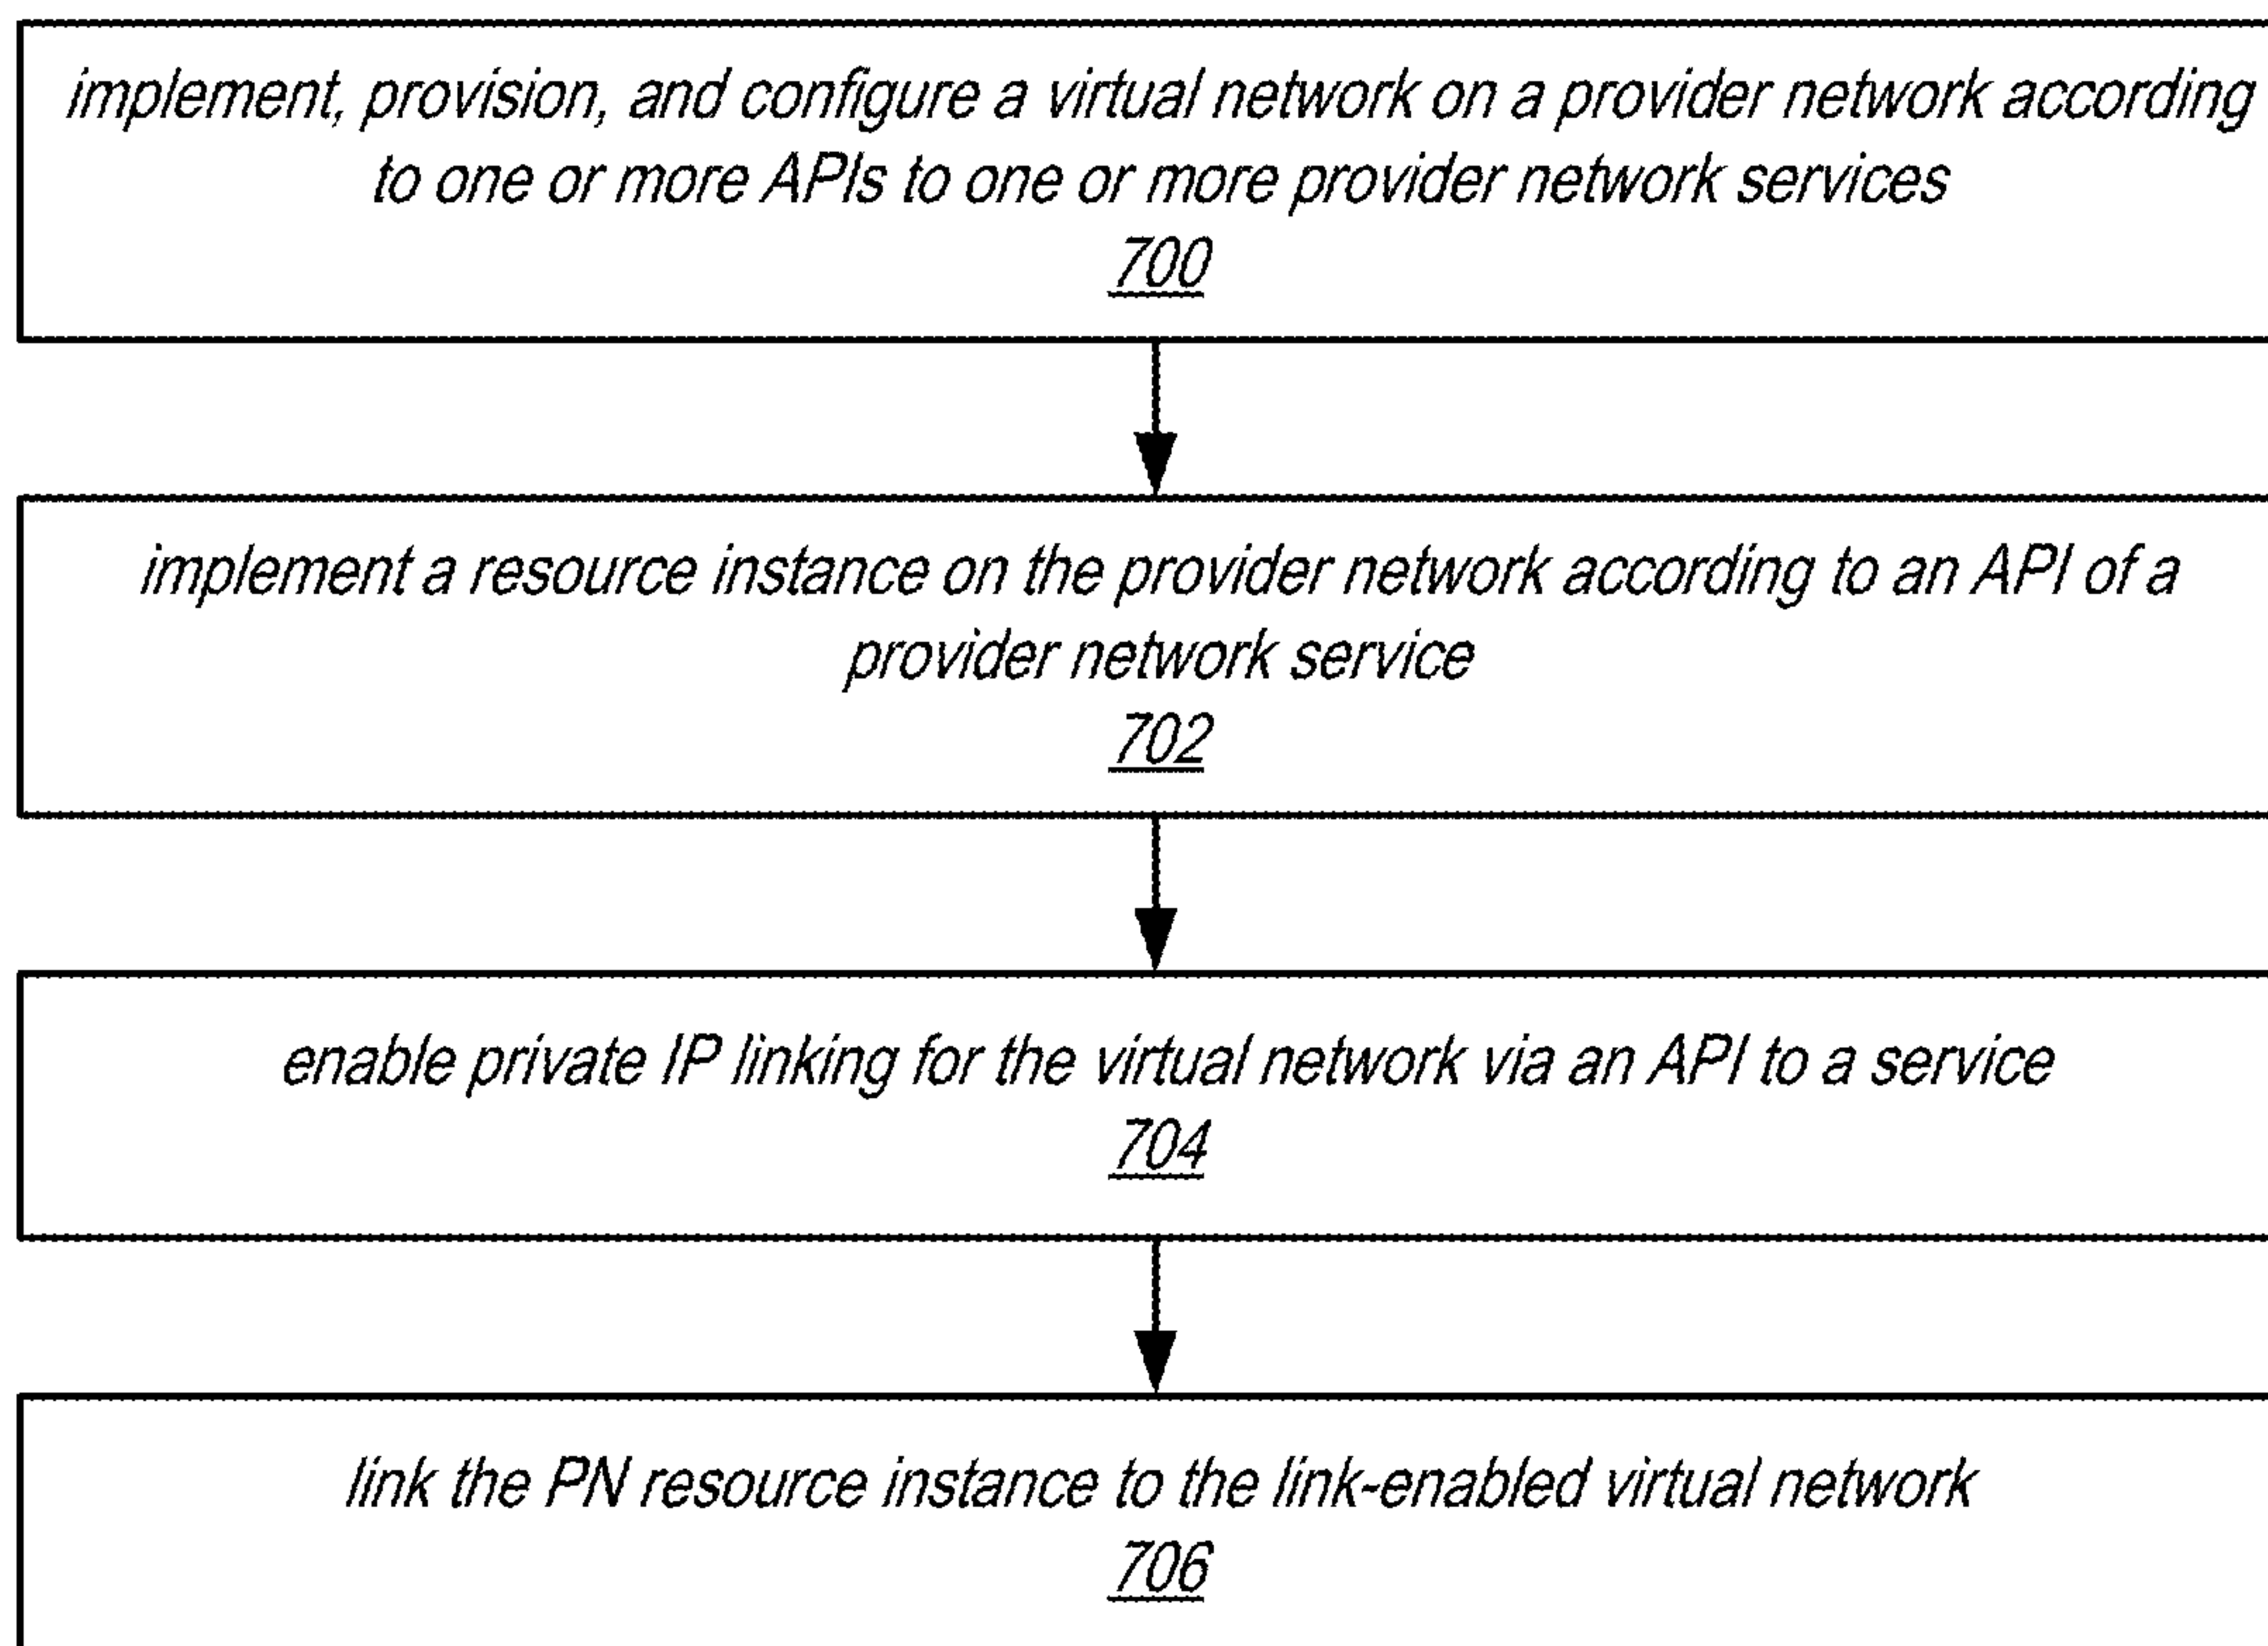 implement, provision, and configure a virtual network on a provider network according
to one or more APIs to one or more provider network services
700
implement a resource instance on the provider network according to an API of a
provider network service
702
enable private IP linking for the virtual network via an API to a service
704
link the PN resource instance to the link-enabled virtual network
706